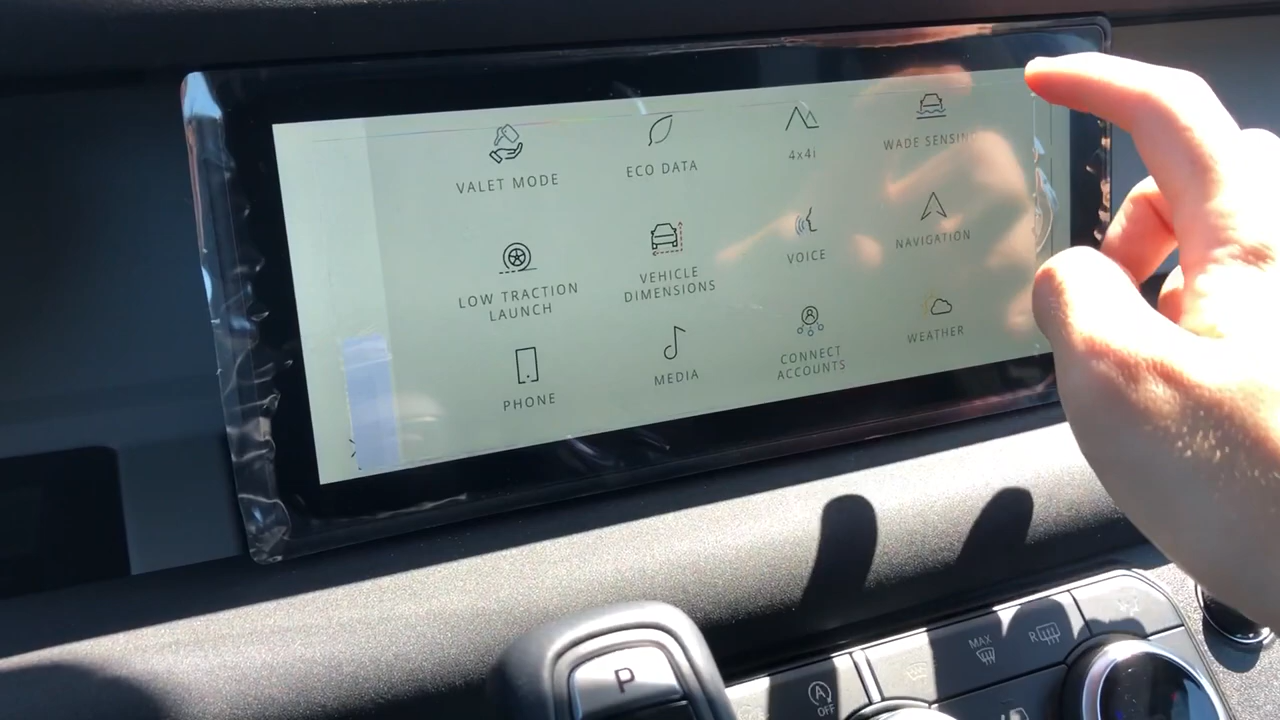 VALET MODE
ECO DATA
4x4i
WADE SENSING
LOW TRACTION
LAUNCH
VEHICLE
DIMENSIONS
VOICE
NAVIGATION
PHONE
MEDIA
CONNECT
ACCOUNTS
WEATHER
P
A
OFF
MAX
R